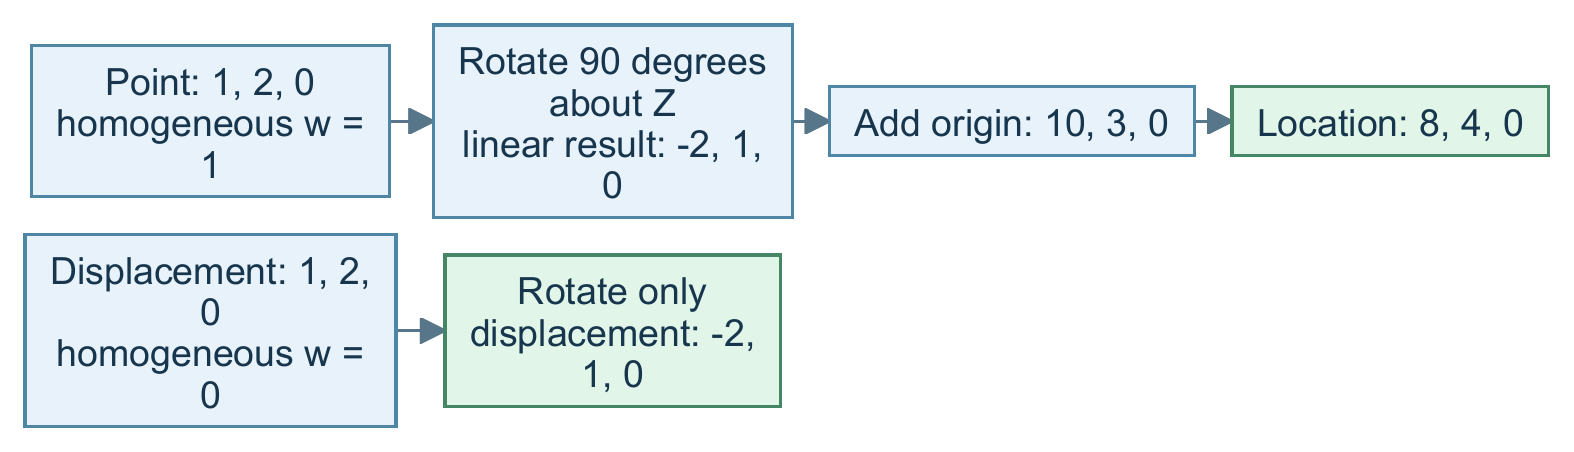 Point: 1, 2, 0
homogeneous w =
1
Rotate 90 degrees
about Z
linear result: -2, 1,
0
Add origin: 10, 3, 0
Location: 8, 4, 0
Displacement: 1, 2,
0
homogeneous w =
0
Rotate only
displacement: -2,
1, 0